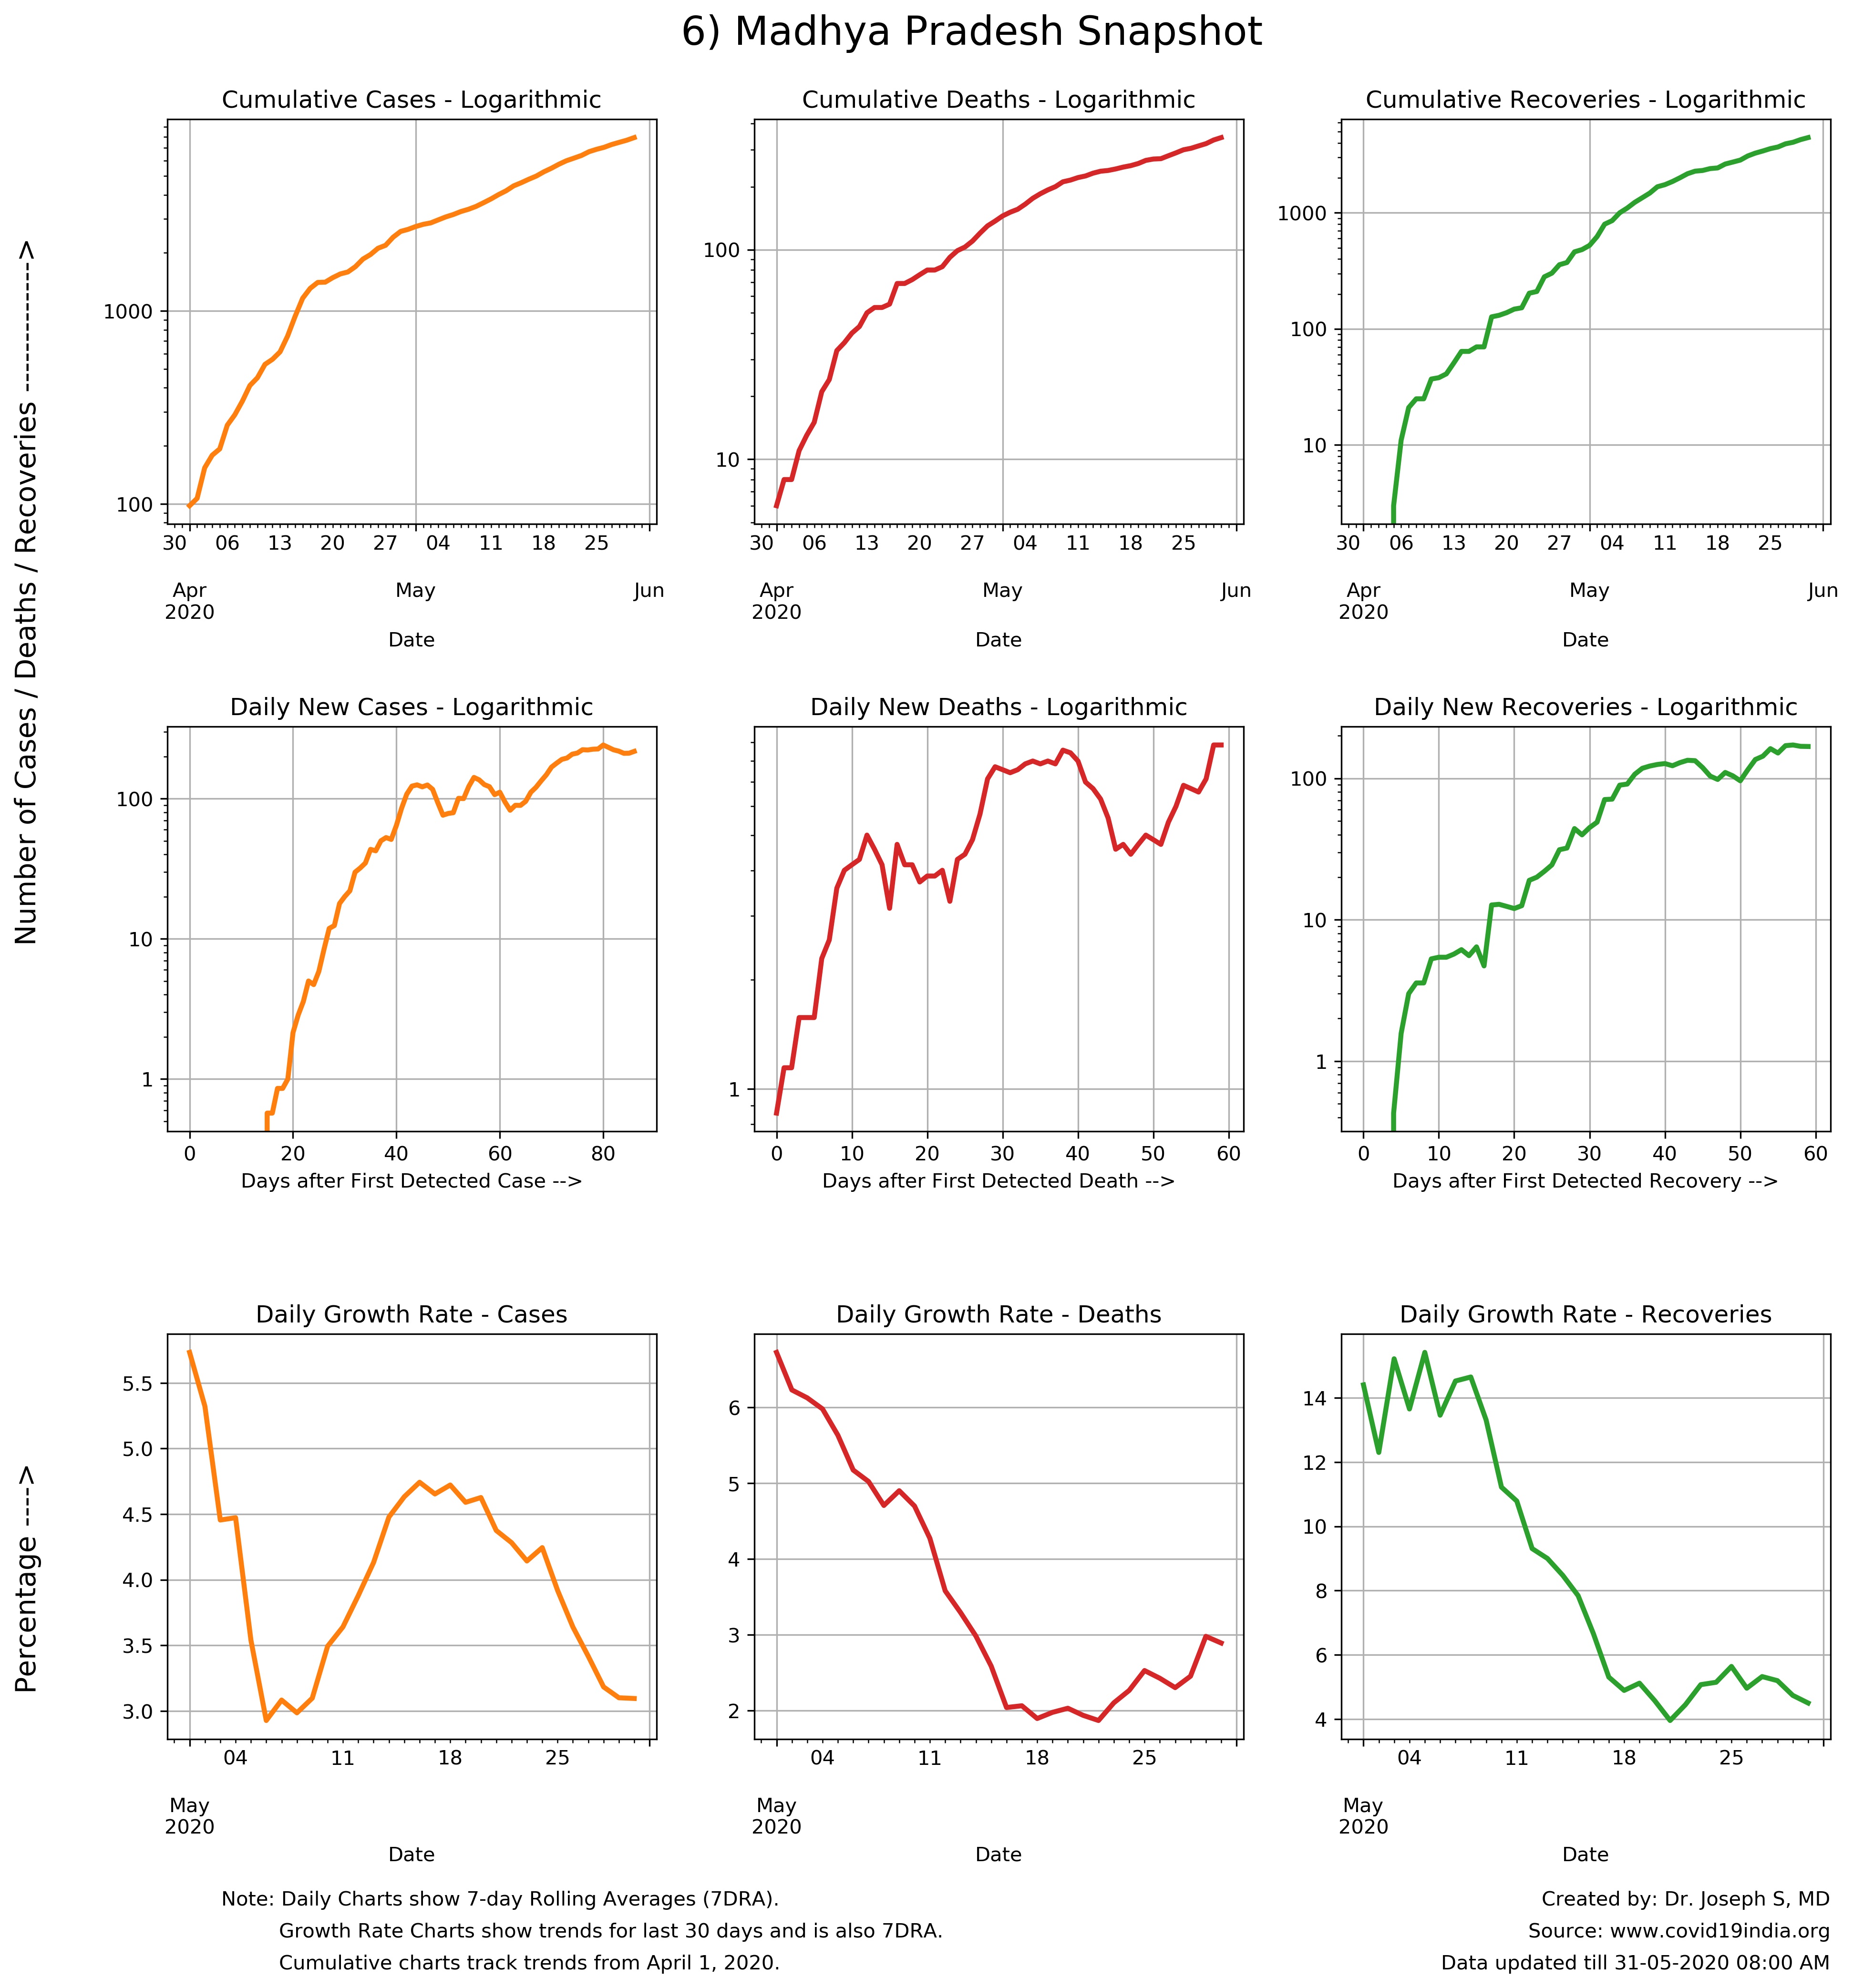 6) Madhya Pradesh Snapshot
Number of Cases / Deaths / Recoveries -------------->
Cumulative Cases - Logarithmic
1000
100
30 06 13 20 27 04 11 18 25
Apr May Jun
2020
Date
Cumulative Deaths - Logarithmic
100
10
30 06 13 20 27 04 11 18 25
Apr May Jun
2020
Date
Cumulative Recoveries - Logarithmic
1000
100
10
30 06 13 20 27 04 11 18 25
Apr May Jun
2020
Date
Daily New Cases - Logarithmic
100
10
1
0 20 40 60 80
Days after First Detected Case -->
Daily New Deaths - Logarithmic
1
0 10 20 30 40 50 60
Days after First Detected Death -->
Daily New Recoveries - Logarithmic
100
10
1
0 10 20 30 40 50 60
Days after First Detected Recovery -->
Percentage ---->
Daily Growth Rate - Cases
5.5
5.0
4.5
4.0
3.5
3.0
04 11 18 25
May
2020
Date
Daily Growth Rate - Deaths
6
5
4
3
2
04 11 18 25
May
2020
Date
Daily Growth Rate - Recoveries
14
12
10
8
6
4
04 11 18 25
May
2020
Date
Note: Daily Charts show 7-day Rolling Averages (7DRA).
Growth Rate Charts show trends for last 30 days and is also 7DRA.
Cumulative charts track trends from April 1, 2020.
Created by: Dr. Joseph S, MD
Source: www.covid19india.org
Data updated till 31-05-2020 08:00 AM